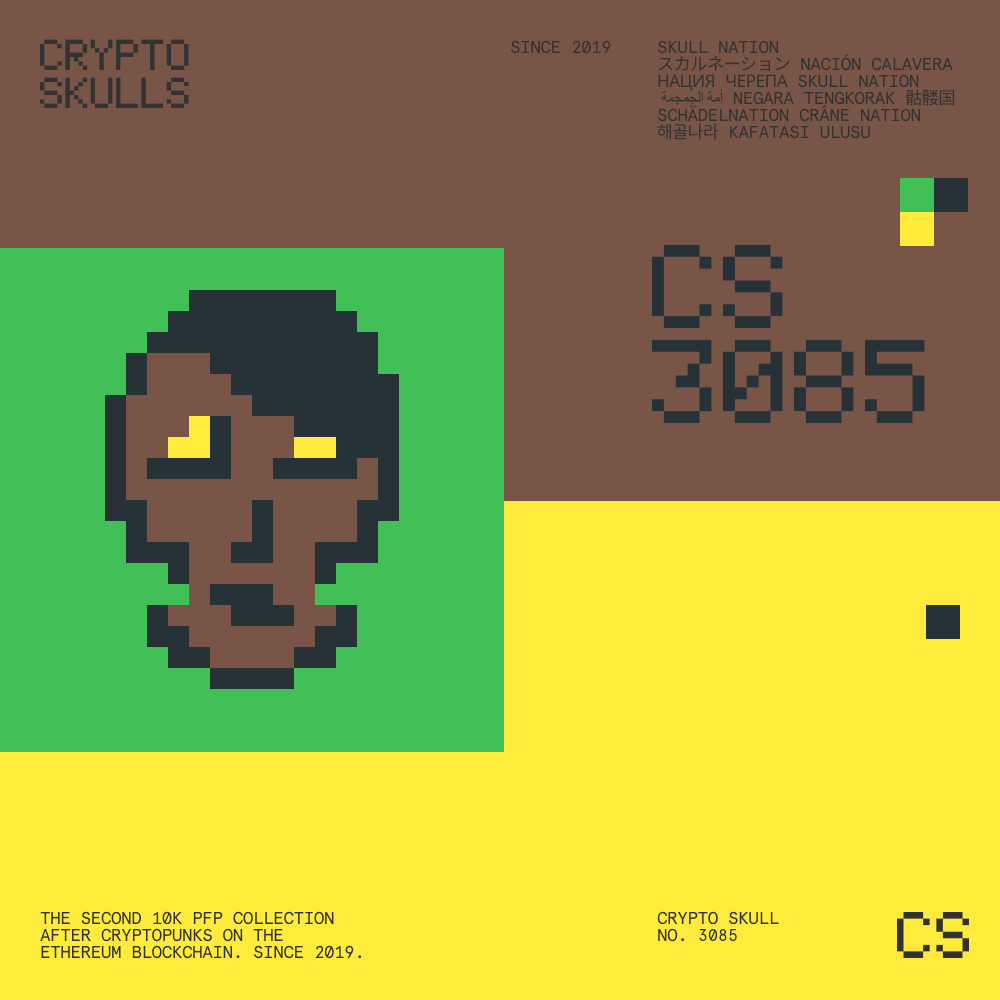 CRYPTO
SKULLS
SINCE 2019
SKULL NATION
スカルネーション NACIÓN CALAVERA
НАЦИЯ ЧЕРЕПА SKULL NATION
أمة الجمجمة NEGARA TENGKORAK 骷髅国
SCHÄDELNATION CRÂNE NATION
해골나라 KAFATASI ULUSU
CS
3085
THE SECOND 10K PFP COLLECTION
AFTER CRYPTOPUNKS ON THE
ETHEREUM BLOCKCHAIN. SINCE 2019.
CRYPTO SKULL
NO. 3085
CS